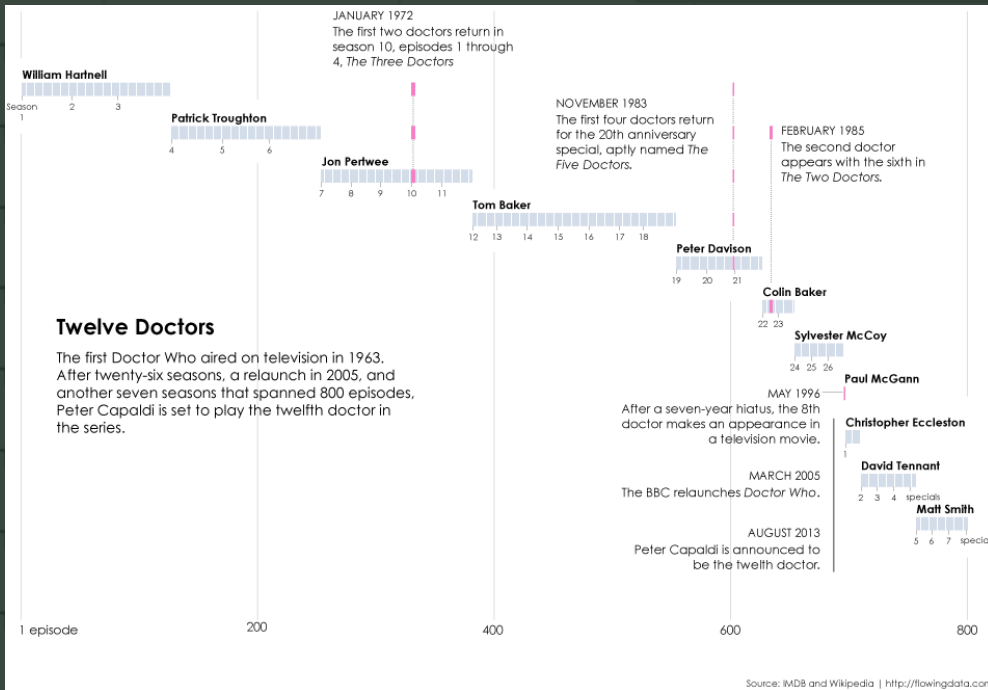 JANUARY 1972
The first two doctors return in
season 10, episodes 1 through
4, The Three Doctors
William Hartnell
Season
1
2
3
Patrick Troughton
4
5
6
NOVEMBER 1983
The first four doctors return
for the 20th anniversary
special, aptly named The
Five Doctors.
FEBRUARY 1985
The second doctor
appears with the sixth in
The Two Doctors.
Jon Pertwee
7
8
9
10
11
Tom Baker
12
13
14
15
16
17
18
Peter Davison
19
20
21
Colin Baker
22
23
Twelve Doctors
The first Doctor Who aired on television in 1963.
After twenty-six seasons, a relaunch in 2005, and
another seven seasons that spanned 800 episodes,
Peter Capaldi is set to play the twelfth doctor in
the series.
Sylvester McCoy
24
25
26
Paul McGann
MAY 1996
After a seven-year hiatus, the 8th
doctor makes an appearance in
a television movie.
Christopher Eccleston
1
David Tennant
2
3
4
specials
MARCH 2005
The BBC relaunches Doctor Who.
Matt Smith
5
6
7
specia
AUGUST 2013
Peter Capaldi is announced to
be the twelth doctor.
1 episode
200
400
600
800
Source: IMDB and Wikipedia | http://flowingdata.com